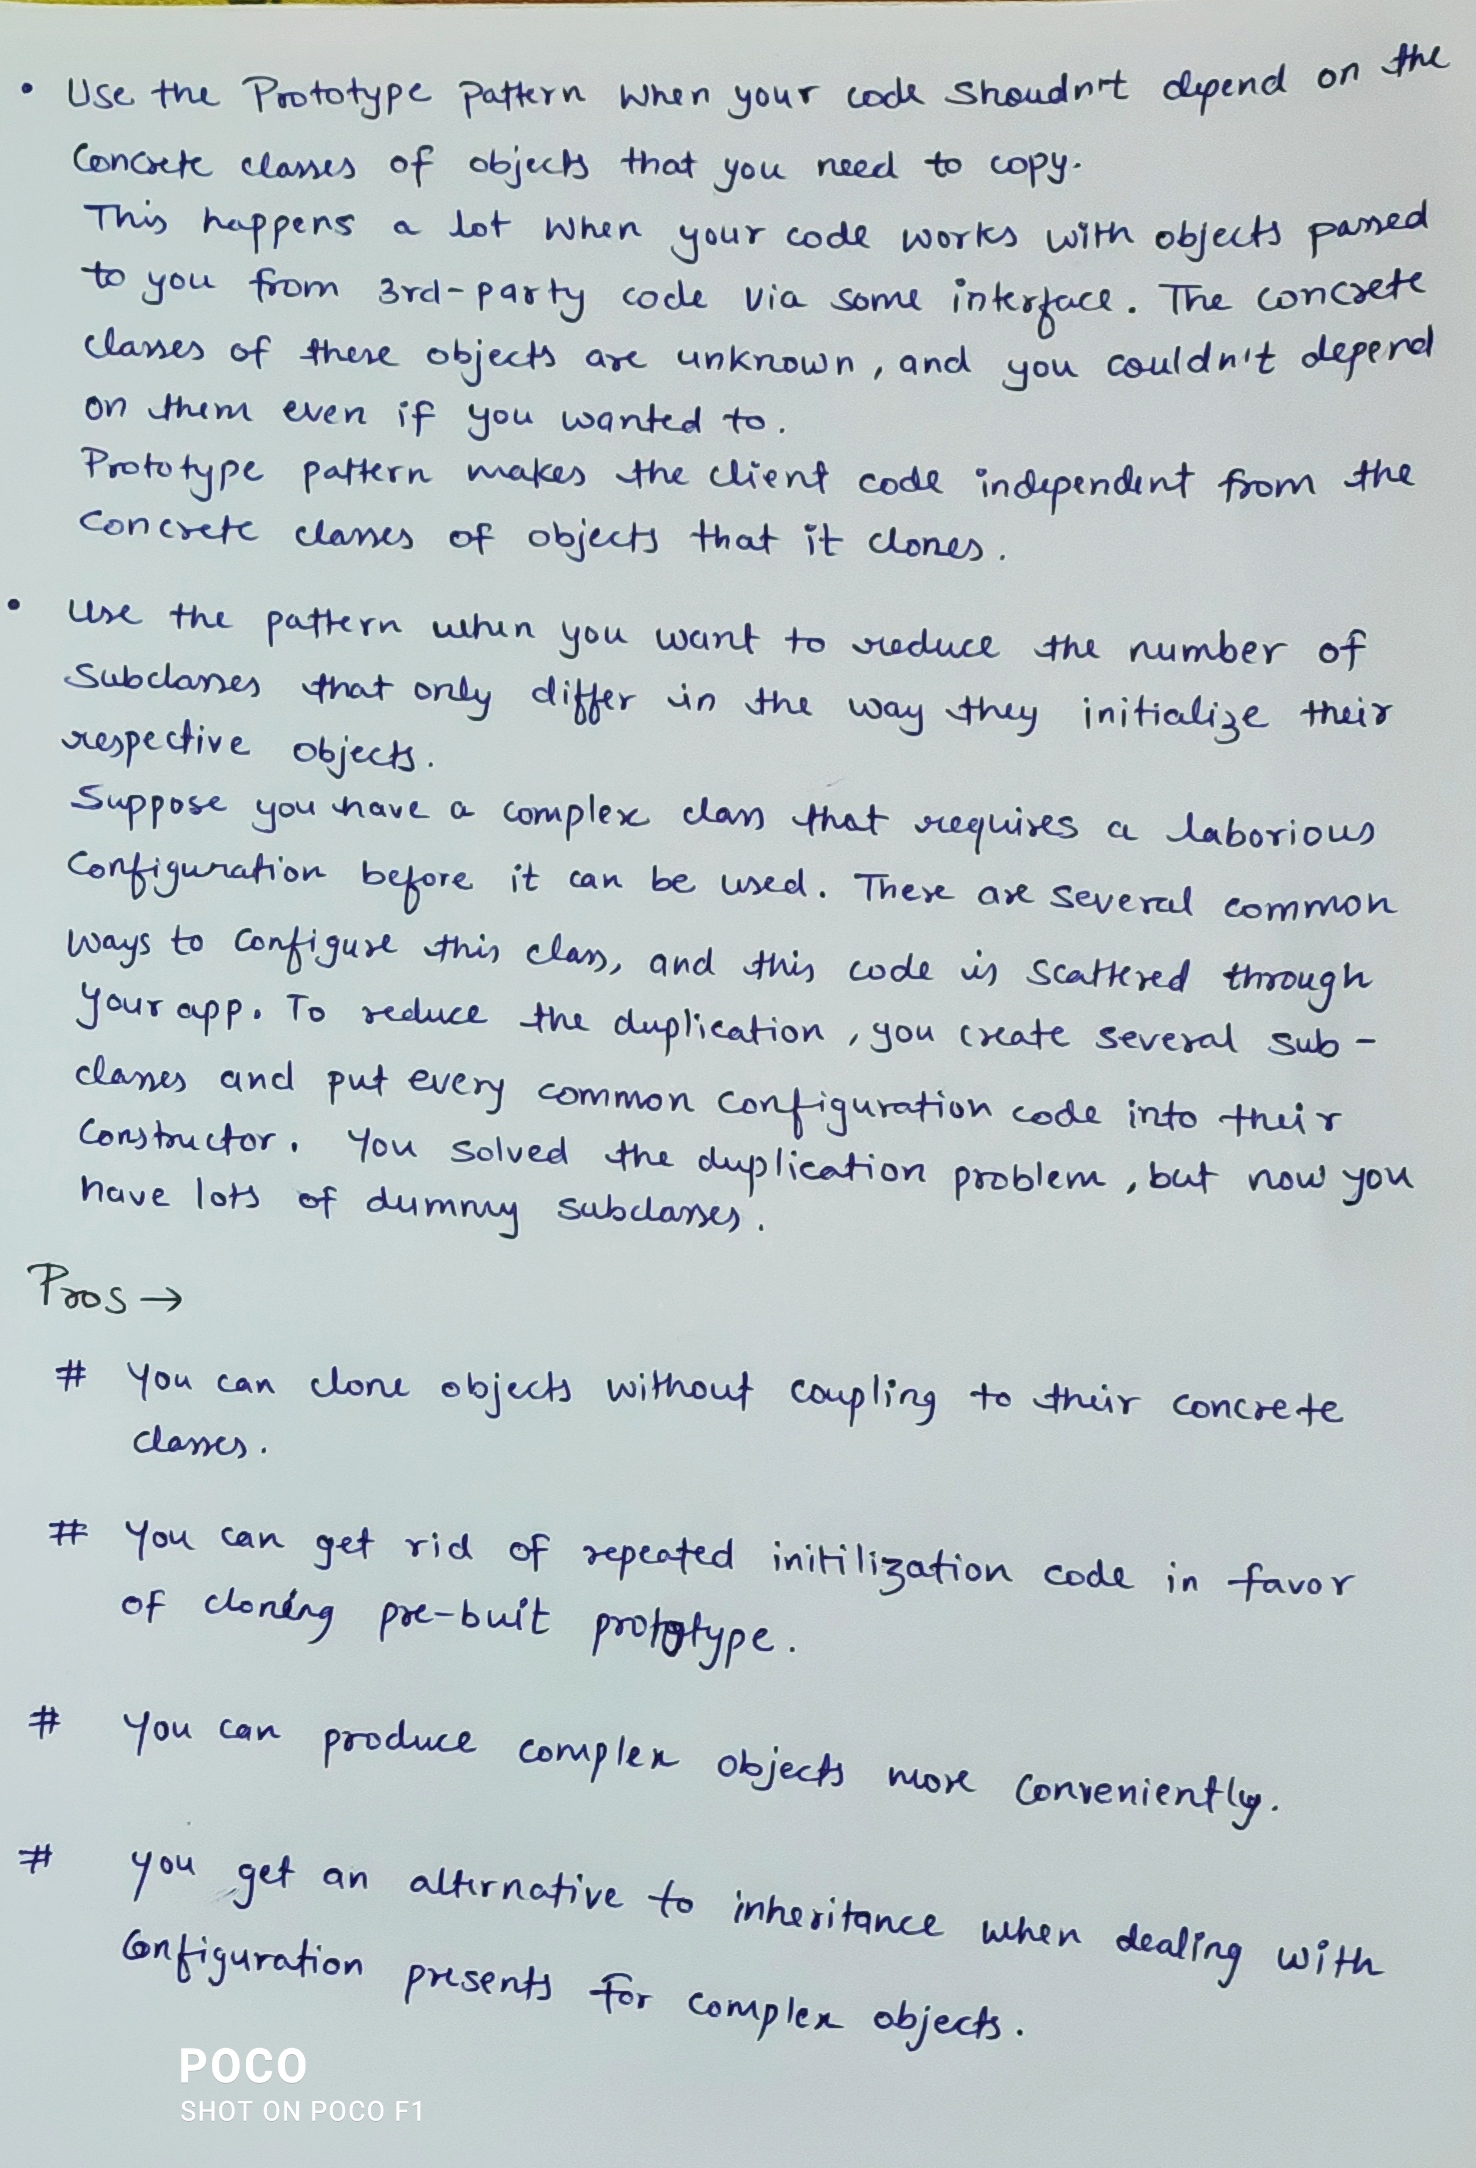 • Use the Prototype pattern when your code shoudn't depend on the
Concrete classes of objects that you need to copy.
This happens a lot when your code works with objects passed
to you from 3rd-party code via some interface. The concrete
classes of these objects are unknown, and you couldn't depend
on them even if you wanted to.
Prototype pattern makes the client code independent from the
Concrete classes of objects that it clones.
• Use the pattern when you want to reduce the number of
Subclasses that only differ in the way they initialize their
respective objects.
Suppose you have a complex class that requires a laborious
Configuration before it can be used. There are several common
ways to configure this class, and this code is scattered through
your app. To reduce the duplication, you create several sub-
classes and put every common configuration code into their
Constructor. You solved the duplication problem, but now you
have lots of dummy subclasses.
Pros →
# You can clone objects without coupling to their concrete
classes.
# You can get rid of repeated initilization code in favor
of cloning pre-buit prototype.
# You can produce complex objects more conveniently.
# you get an alternative to inheritance when dealing with
Configuration presents for complex objects.
POCO
SHOT ON POCO F1